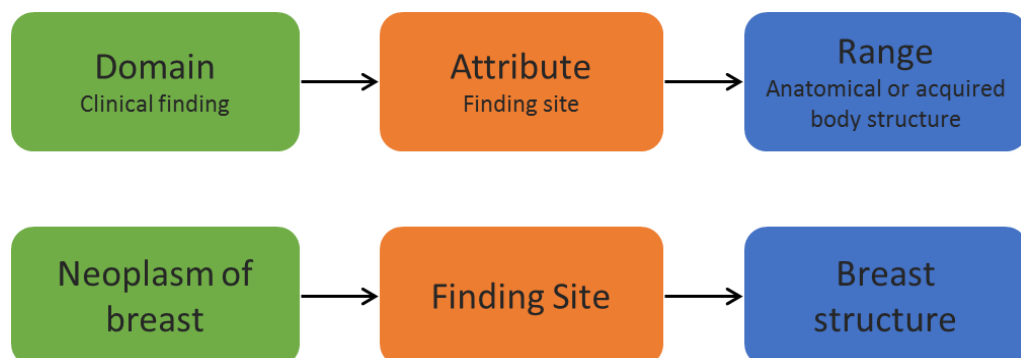 Domain
Clinical finding
Attribute
Finding site
Range
Anatomical or acquired
body structure
Neoplasm of
breast
Finding Site
Breast
structure